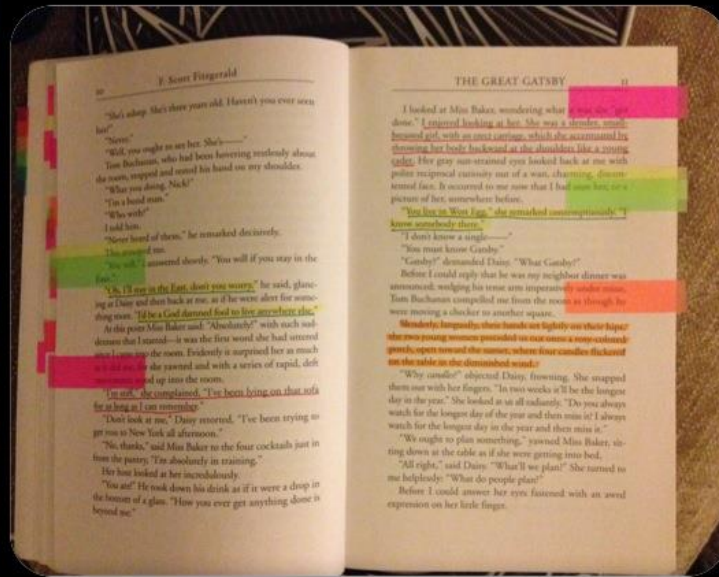 10
F. Scott Fitzgerald
"She's asleep. She's three years old. Haven't you ever seen
her?"
"Never."
"Well, you ought to see her. She's——"
Tom Buchanan, who had been hovering restlessly about
the room, stopped and rested his hand on my shoulder.
"What you doing, Nick?"
"I'm a bond man."
"Who with?"
I told him.
"Never heard of them," he remarked decisively.
This annoyed me.
"You will," I answered shortly. "You will if you stay in the
East."
"Oh, I'll stay in the East, don't you worry," he said, glanc-
ing at Daisy and then back at me, as if he were alert for some-
thing more. "I'd be a God damned fool to live anywhere else."
At this point Miss Baker said: "Absolutely!" with such sud-
denness that I started—it was the first word she had uttered
since I came into the room. Evidently it surprised her as much
as it did me, for she yawned and with a series of rapid, deft
stood up into the room.
"I'm stiff," she complained, "I've been lying on that sofa
for as long as I can remember."
"Don't look at me," Daisy retorted, "I've been trying to
get you to New York all afternoon."
"No, thanks," said Miss Baker to the four cocktails just in
from the pantry, "I'm absolutely in training."
Her host looked at her incredulously.
"You are!" He took down his drink as if it were a drop in
the bottom of a glass. "How you ever get anything done is
beyond me."
THE GREAT GATSBY
11
I looked at Miss Baker, wondering what it was she "got
done." I enjoyed looking at her. She was a slender, small-
breasted girl, with an erect carriage, which she accentuated by
throwing her body backward at the shoulders like a young
cadet. Her gray sun-strained eyes looked back at me with
polite reciprocal curiosity out of a wan, charming, discon-
tented face. It occurred to me now that I had seen her, or a
picture of her, somewhere before.
"You live in West Egg," she remarked contemptuously. "I
know somebody there."
"I don't know a single——"
"You must know Gatsby."
"Gatsby?" demanded Daisy. "What Gatsby?"
Before I could reply that he was my neighbor dinner was
announced; wedging his tense arm imperatively under mine,
Tom Buchanan compelled me from the room as though he
were moving a checker to another square.
Slenderly, languidly, their hands set lightly on their hips,
the two young women preceded us out onto a rosy-colored
porch, open toward the sunset, where four candles flickered
on the table in the diminished wind.
"Why candles?" objected Daisy, frowning. She snapped
them out with her fingers. "In two weeks it'll be the longest
day in the year." She looked at us all radiantly. "Do you always
watch for the longest day of the year and then miss it? I always
watch for the longest day in the year and then miss it."
"We ought to plan something," yawned Miss Baker, sit-
ting down at the table as if she were getting into bed.
"All right," said Daisy. "What'll we plan?" She turned to
me helplessly: "What do people plan?"
Before I could answer her eyes fastened with an awed
expression on her little finger.